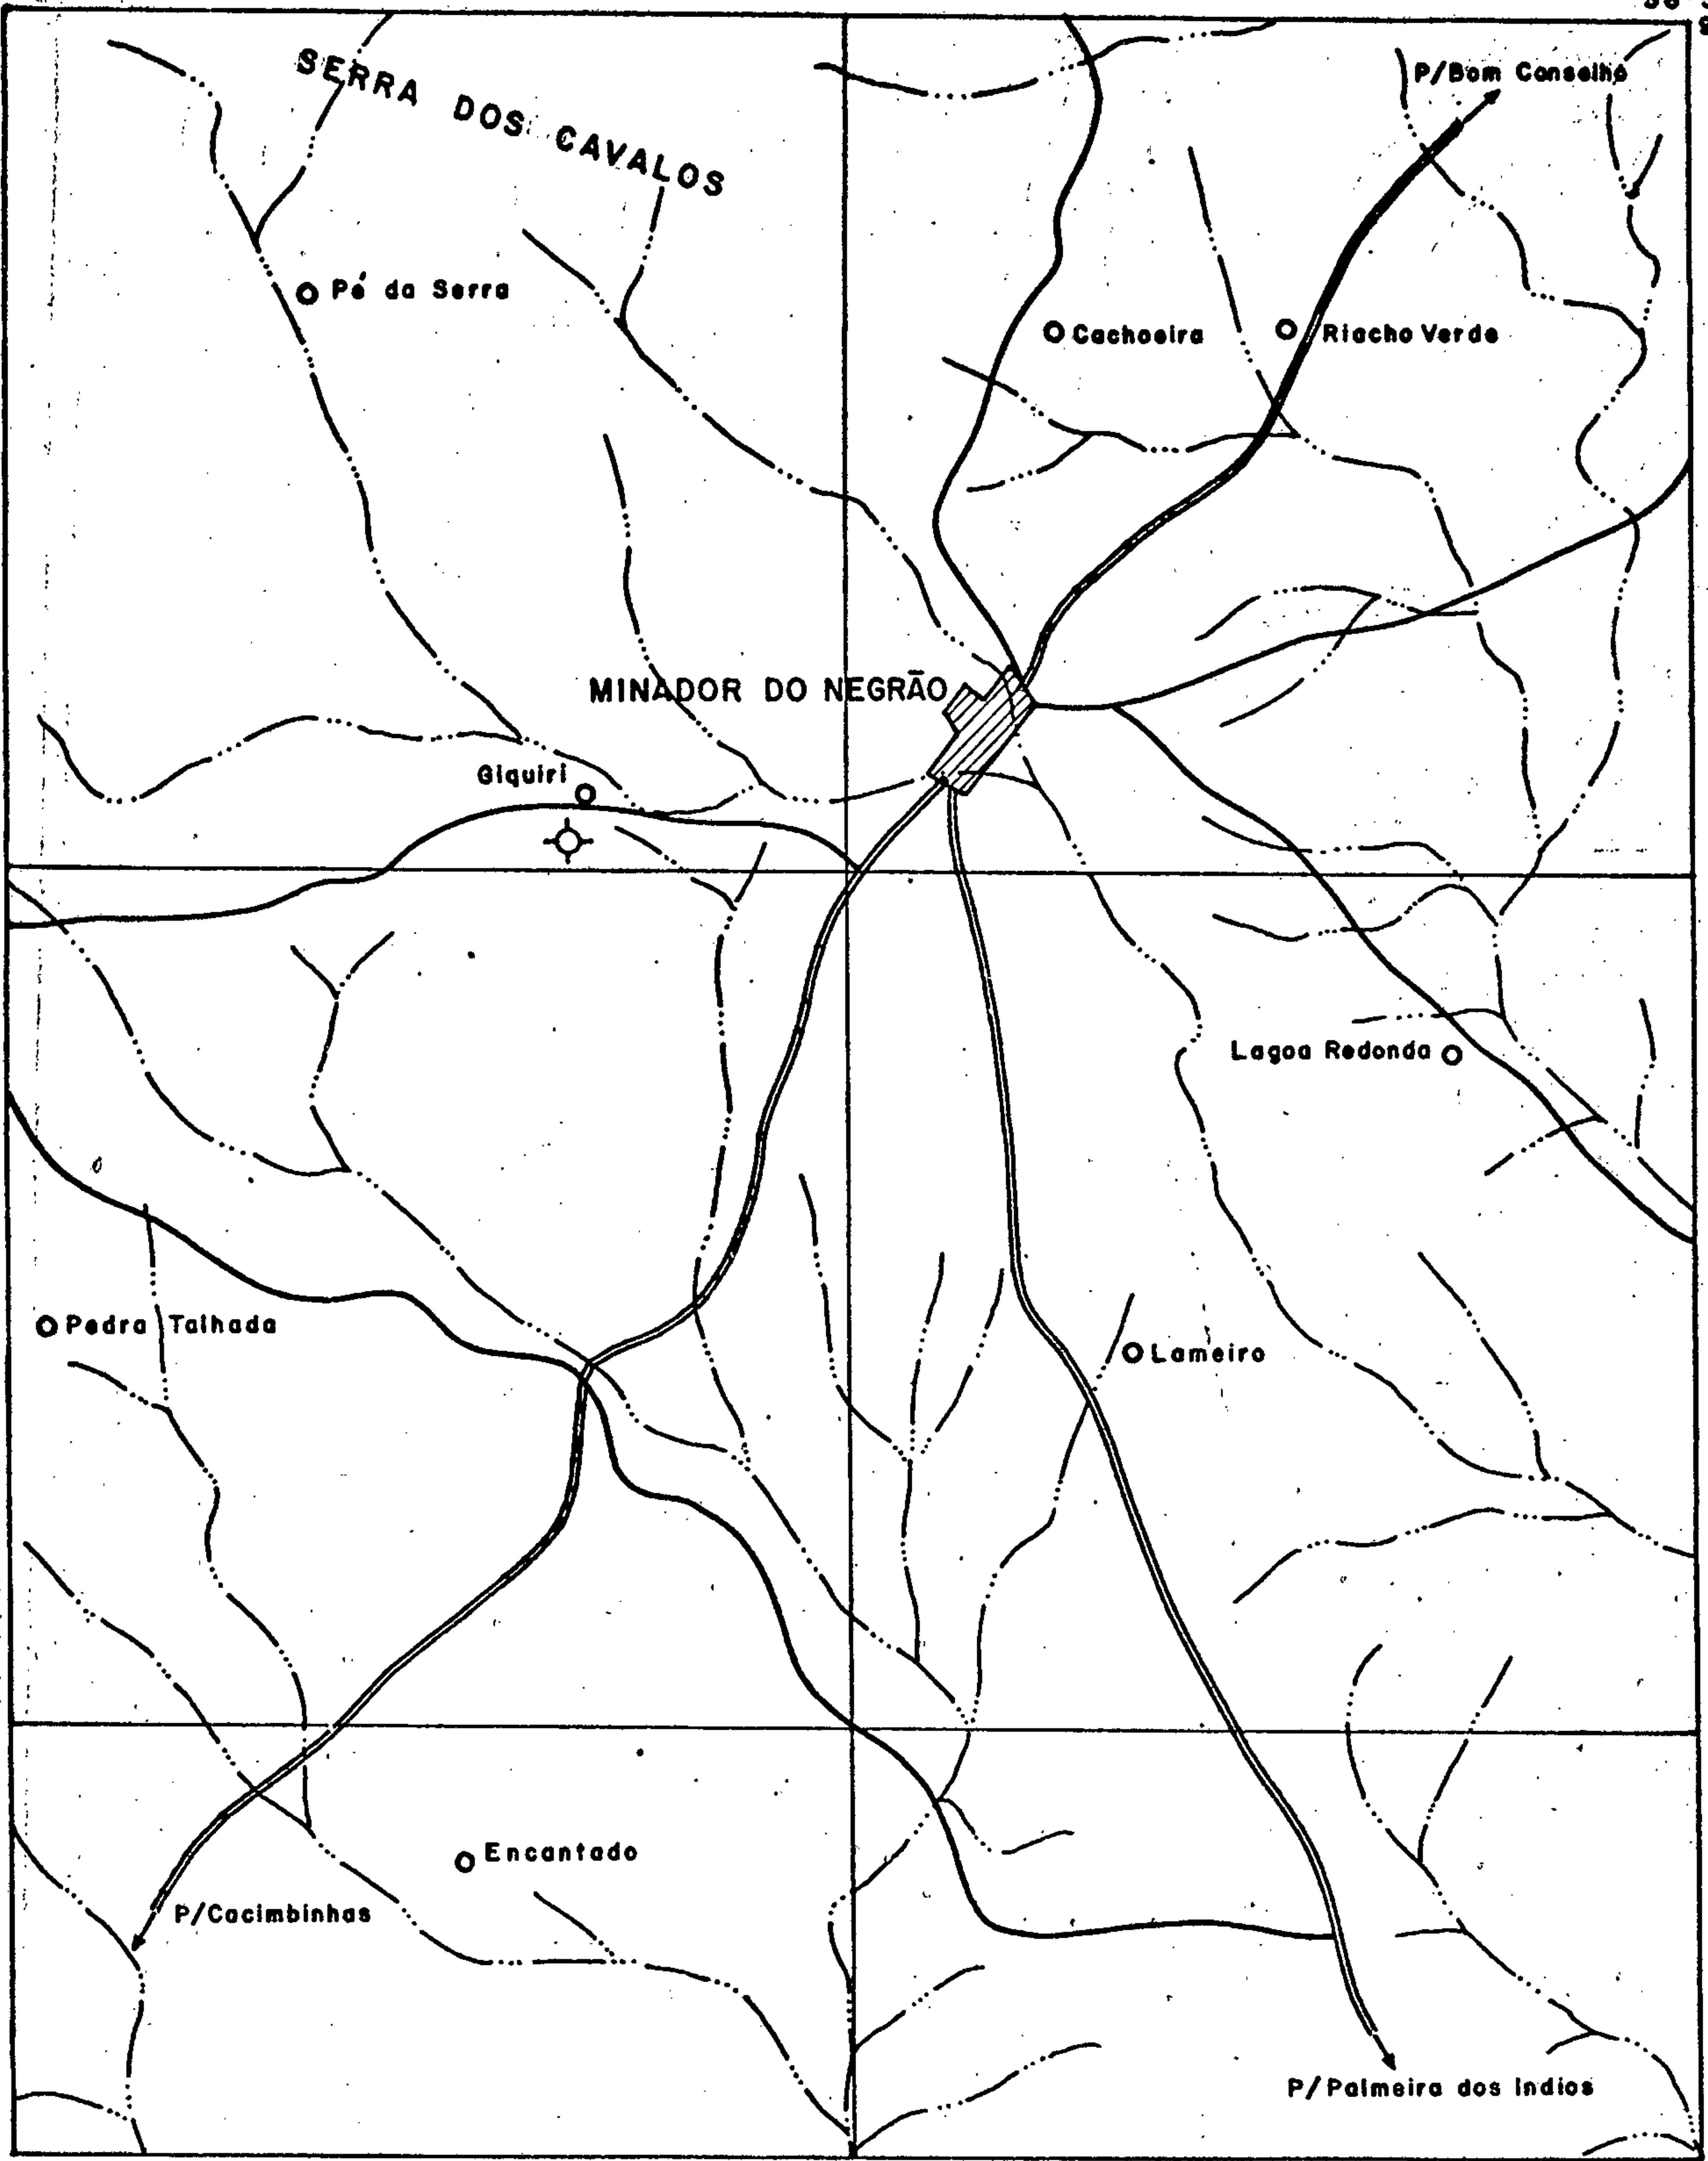 P/Bom Conselho
SERRA DOS CAVALOS
Pé da Serra
Cachoeira
Riacho Verde
MINADOR DO NEGRÃO
Giquiri
Lagoa Redonda
Pedra Talhada
Lameiro
Encantado
P/Cacimbinhas
P/Palmeira dos Indios